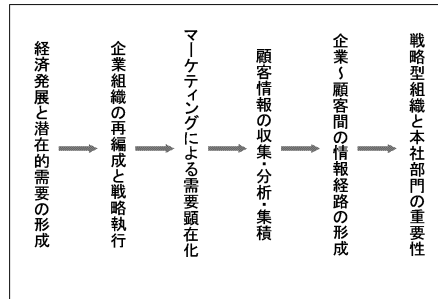 経済発展と潜在的需要の形成
企業組織の再編成と戦略執行
マーケティングによる需要顕在化
顧客情報の収集・分析・集積
企業～顧客間の情報経路の形成
戦略型組織と本社部門の重要性